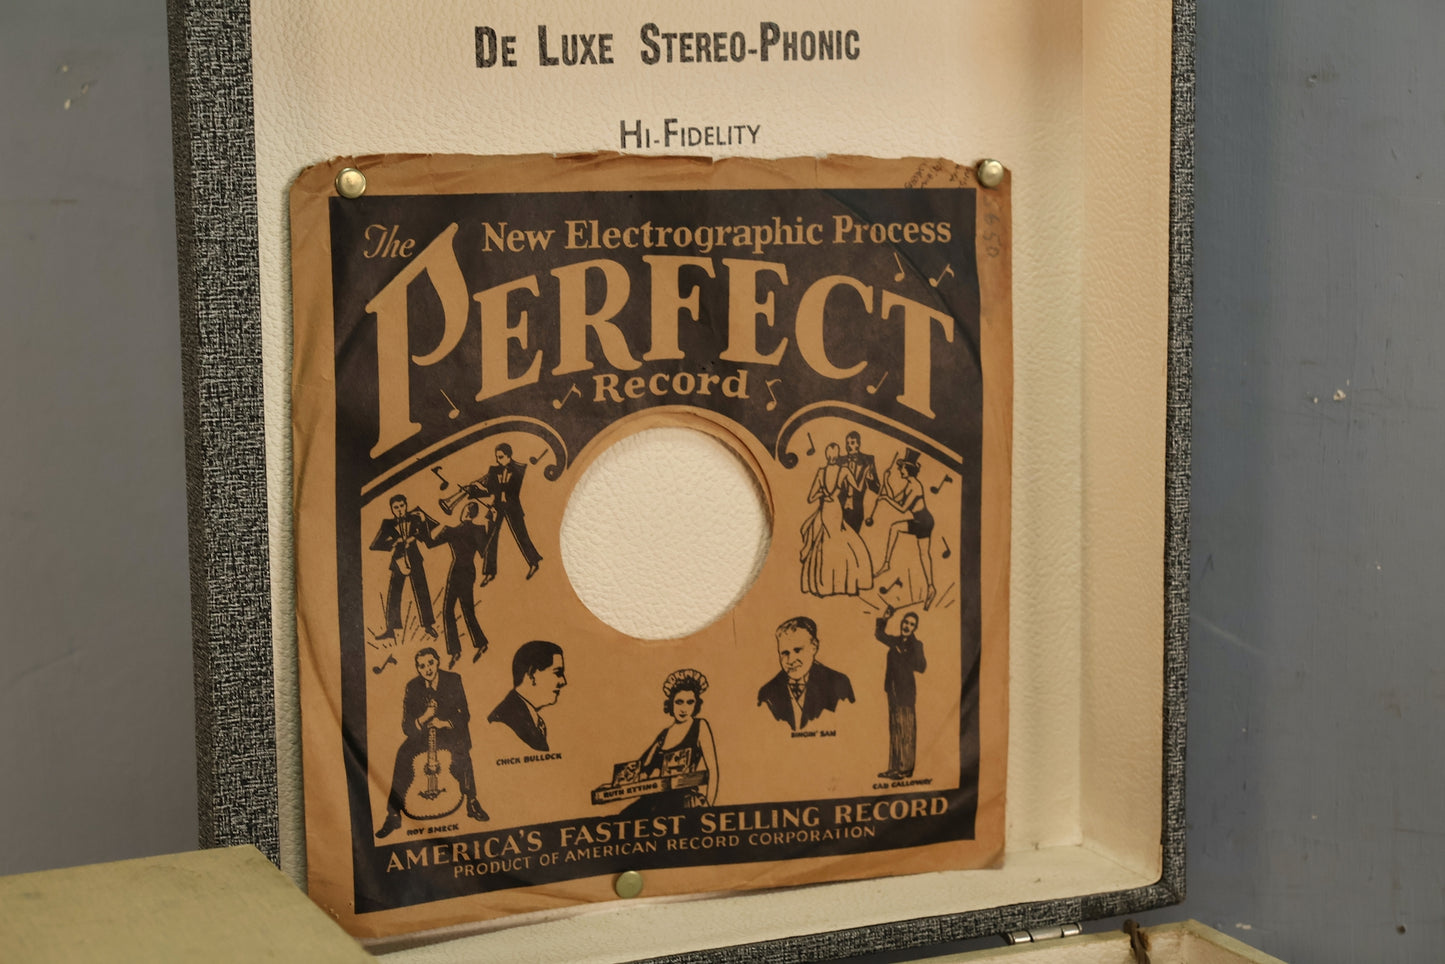 DE LUXE STEREO-PHONIC
HI-FIDELITY
The New Electrographic Process
PERFECT
Record
5650
CHICK BULLOCK
SINGIN' SAM
RUTH ETTING
CAB CALLOWAY
ROY SMECK
AMERICA'S FASTEST SELLING RECORD
PRODUCT OF AMERICAN RECORD CORPORATION